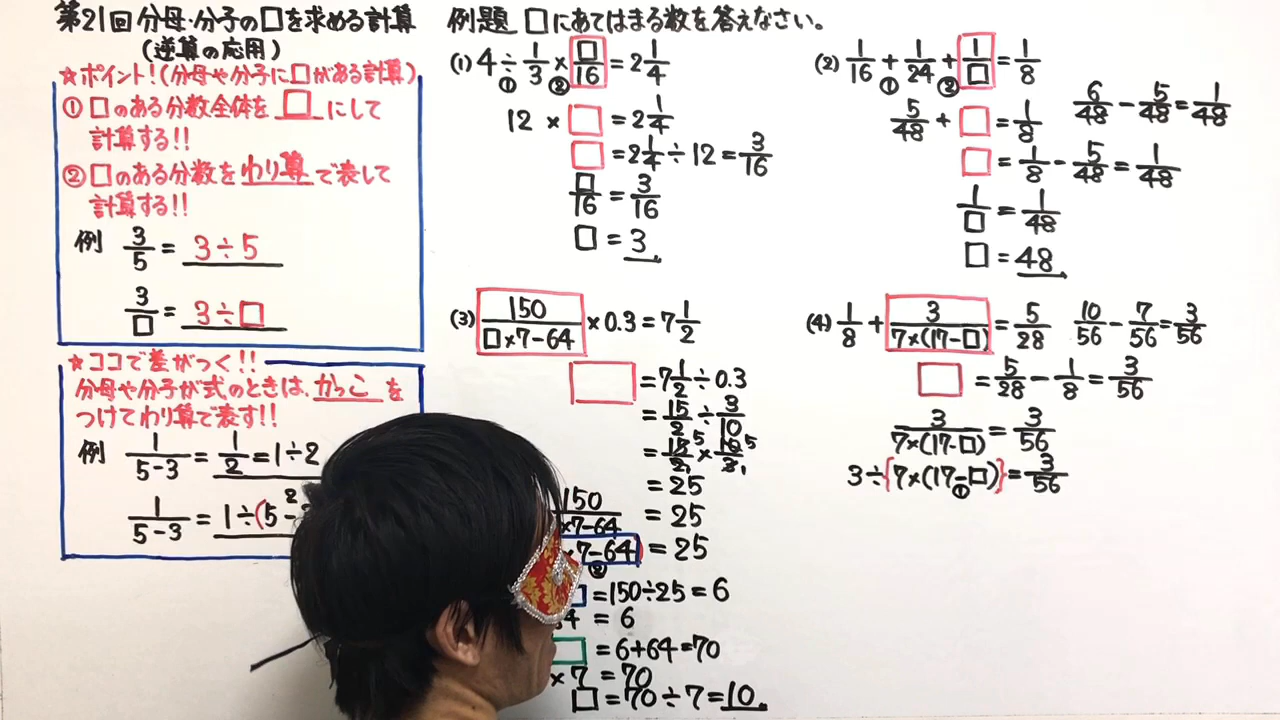 第21回 分母・分子の□を求める計算
(逆算の応用)
☆ポイント!(分母や分子に□がある計算)
① □のある分数全体を □ にして
計算する!!
② □のある分数を わり算 で表して
計算する!!
例 3/5 = 3÷5
3/□ = 3÷□
☆ココで差がつく!!
分母や分子が式のときは、かっこ を
つけてわり算で表す!!
例 1/(5-3) = 1/2 = 1÷2
1/(5-3) = 1÷(5-
2
例題 □にあてはまる数を答えなさい。
(1) 4 ÷ 1/3 × □/16 = 2 1/4
① ②
12 × □ = 2 1/4
□ = 2 1/4 ÷ 12 = 3/16
□/16 = 3/16
□ = 3
(2) 1/16 + 1/24 + 1/□ = 1/8
① ②
5/48 + □ = 1/8
6/48 - 5/48 = 1/48
□ = 1/8 - 5/48 = 1/48
1/□ = 1/48
□ = 48
(3) 150/(□×7-64) × 0.3 = 7 1/2
□ = 7 1/2 ÷ 0.3
= 15/2 ÷ 3/10
= 15/2 × 10/3
5 5
1 1
= 25
150/(×7-64) = 25
×7-64) = 25
②
□ = 150÷25 = 6
64 = 6
□ = 6+64 = 70
×7 = 70
□ = 70÷7 = 10
(4) 1/8 + 3/(7×(17-□)) = 5/28
10/56 - 7/56 = 3/56
□ = 5/28 - 1/8 = 3/56
3/(7×(17-□)) = 3/56
3÷{7×(17-□)} = 3/56
①